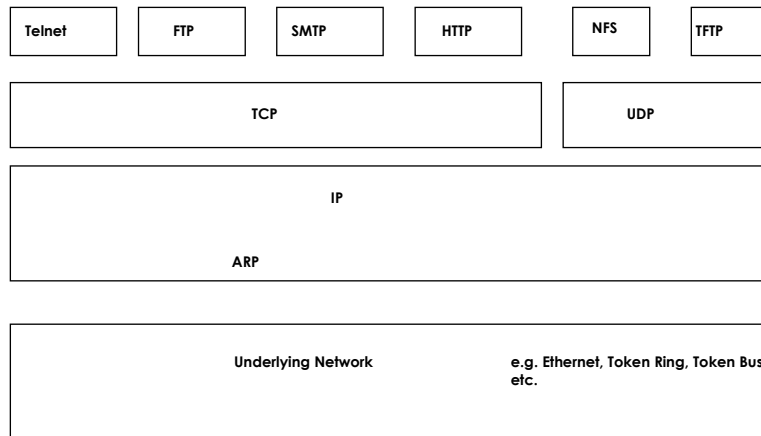 Telnet FTP SMTP HTTP NFS TFTP
TCP UDP
IP
ARP
Underlying Network e.g. Ethernet, Token Ring, Token Bus
etc.